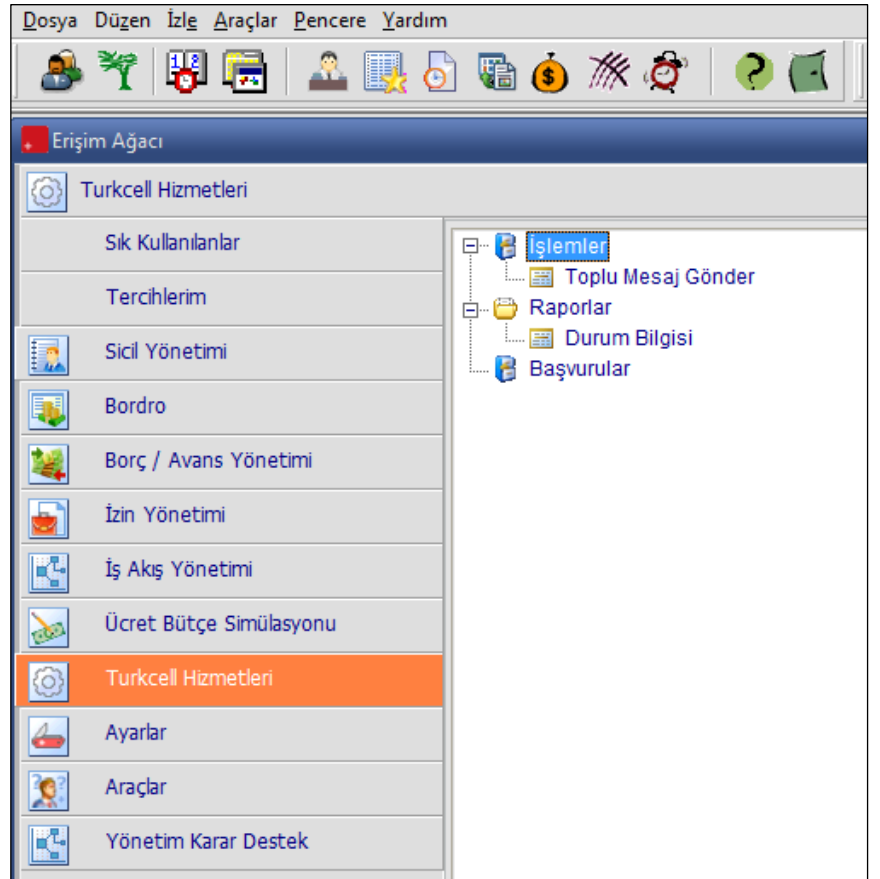 Dosya Düzen İzle Araçlar Pencere Yardım
Erişim Ağacı
Turkcell Hizmetleri
Sık Kullanılanlar
Tercihlerim
Sicil Yönetimi
Bordro
Borç / Avans Yönetimi
İzin Yönetimi
İş Akış Yönetimi
Ücret Bütçe Simülasyonu
Turkcell Hizmetleri
Ayarlar
Araçlar
Yönetim Karar Destek
İşlemler
Toplu Mesaj Gönder
Raporlar
Durum Bilgisi
Başvurular